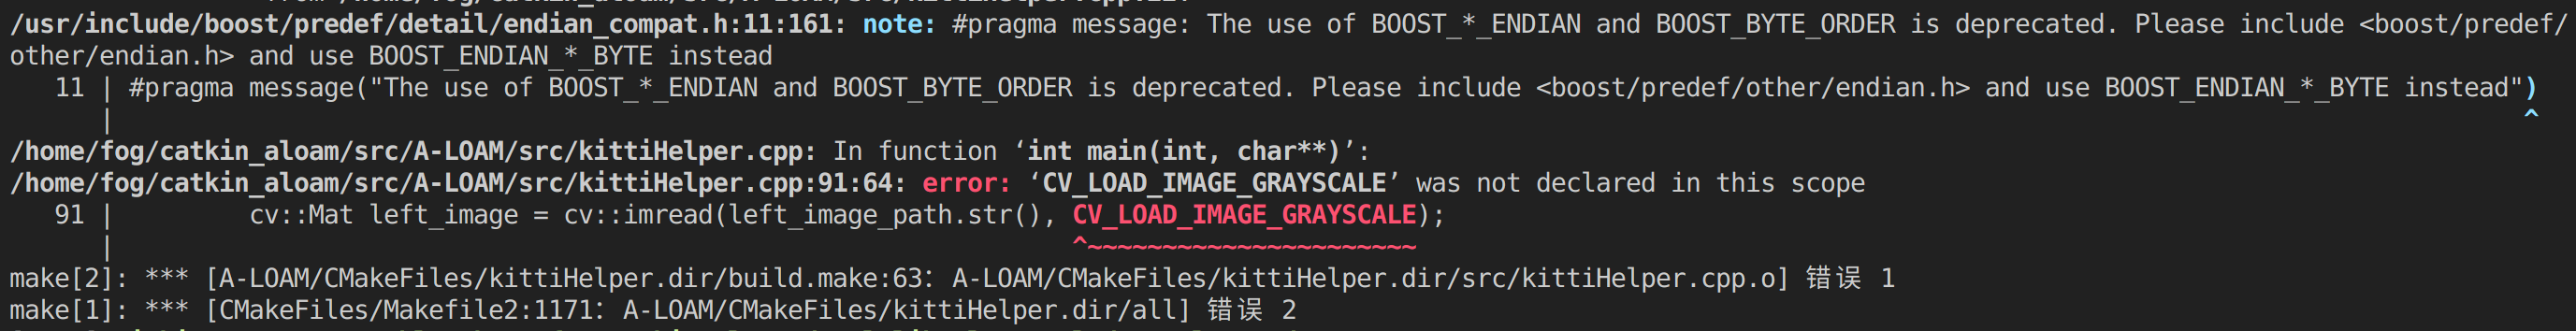 /usr/include/boost/predef/detail/endian_compat.h:11:161: note: #pragma message: The use of BOOST_*_ENDIAN and BOOST_BYTE_ORDER is deprecated. Please include <boost/predef/
other/endian.h> and use BOOST_ENDIAN_*_BYTE instead
   11 | #pragma message("The use of BOOST_*_ENDIAN and BOOST_BYTE_ORDER is deprecated. Please include <boost/predef/other/endian.h> and use BOOST_ENDIAN_*_BYTE instead")
      |                                                                                                                                                                 ^
/home/fog/catkin_aloam/src/A-LOAM/src/kittiHelper.cpp: In function ‘int main(int, char**)’:
/home/fog/catkin_aloam/src/A-LOAM/src/kittiHelper.cpp:91:64: error: ‘CV_LOAD_IMAGE_GRAYSCALE’ was not declared in this scope
   91 |         cv::Mat left_image = cv::imread(left_image_path.str(), CV_LOAD_IMAGE_GRAYSCALE);
      |                                                                ^~~~~~~~~~~~~~~~~~~~~~~
make[2]: *** [A-LOAM/CMakeFiles/kittiHelper.dir/build.make:63：A-LOAM/CMakeFiles/kittiHelper.dir/src/kittiHelper.cpp.o] 错误 1
make[1]: *** [CMakeFiles/Makefile2:1171：A-LOAM/CMakeFiles/kittiHelper.dir/all] 错误 2